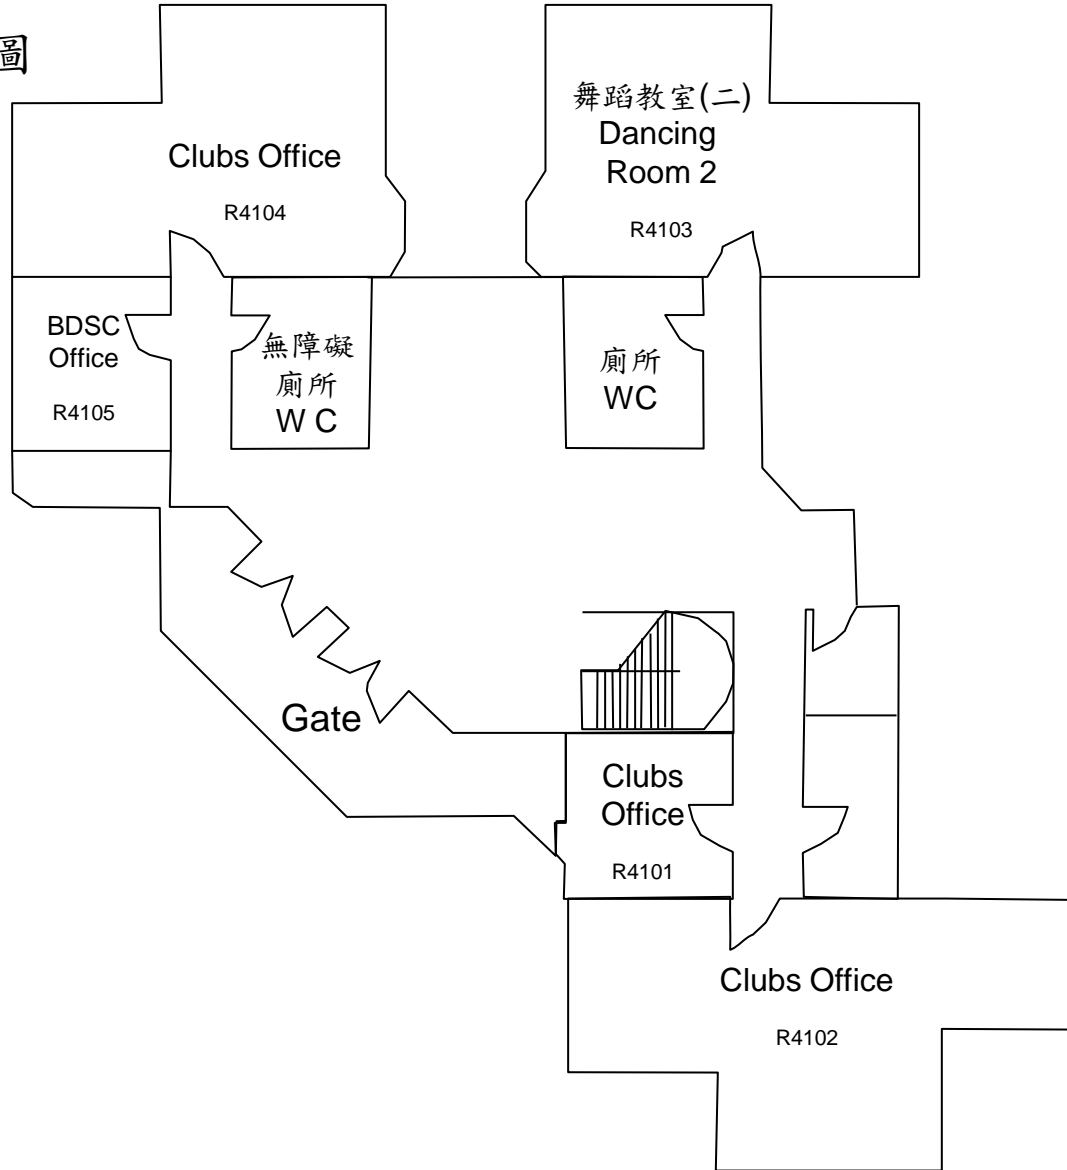 圖
Clubs Office
R4104
舞蹈教室(二)
Dancing
Room 2
R4103
BDSC
Office
R4105
無障礙
廁所
W C
廁所
WC
Gate
Clubs
Office
R4101
Clubs Office
R4102